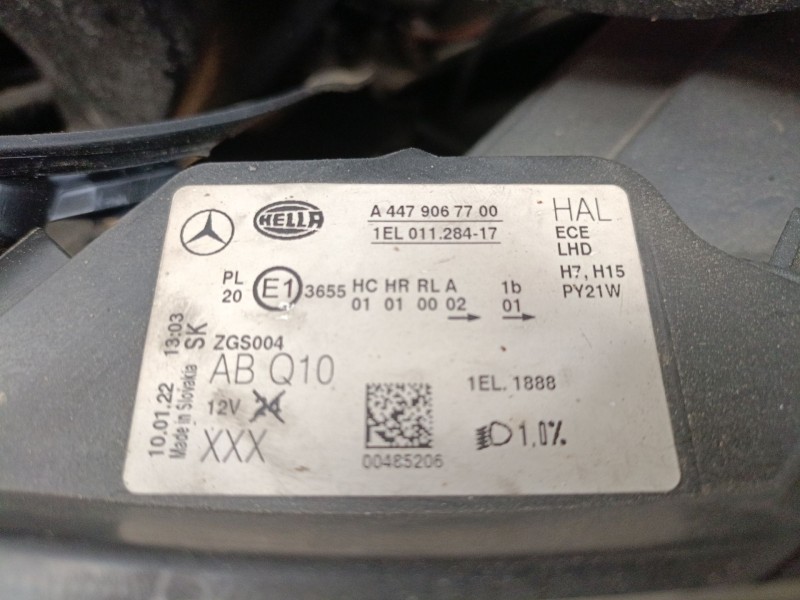 HELLA
A 447 906 77 00
1EL 011.284-17
HAL
ECE
LHD
H7, H15
PY21W
PL
20
E1
3655
HC HR RL A
01 01 00 02
1b
01
ZGS004
AB Q10
12V
XXX
10.01.22 13:03
Made in Slovakia SK
00485206
1EL. 1888
1,0%